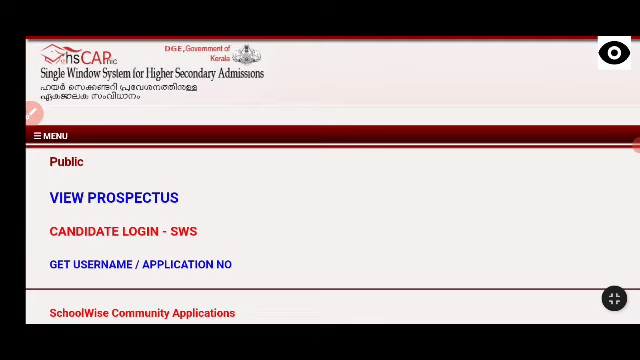 hsCAP nic
DGE, Government of
Kerala
Single Window System for Higher Secondary Admissions
ഹയർ സെക്കണ്ടറി പ്രവേശനത്തിനുള്ള
ഏകജാലക സംവിധാനം
☰ MENU
Public
VIEW PROSPECTUS
CANDIDATE LOGIN - SWS
GET USERNAME / APPLICATION NO
SchoolWise Community Applications